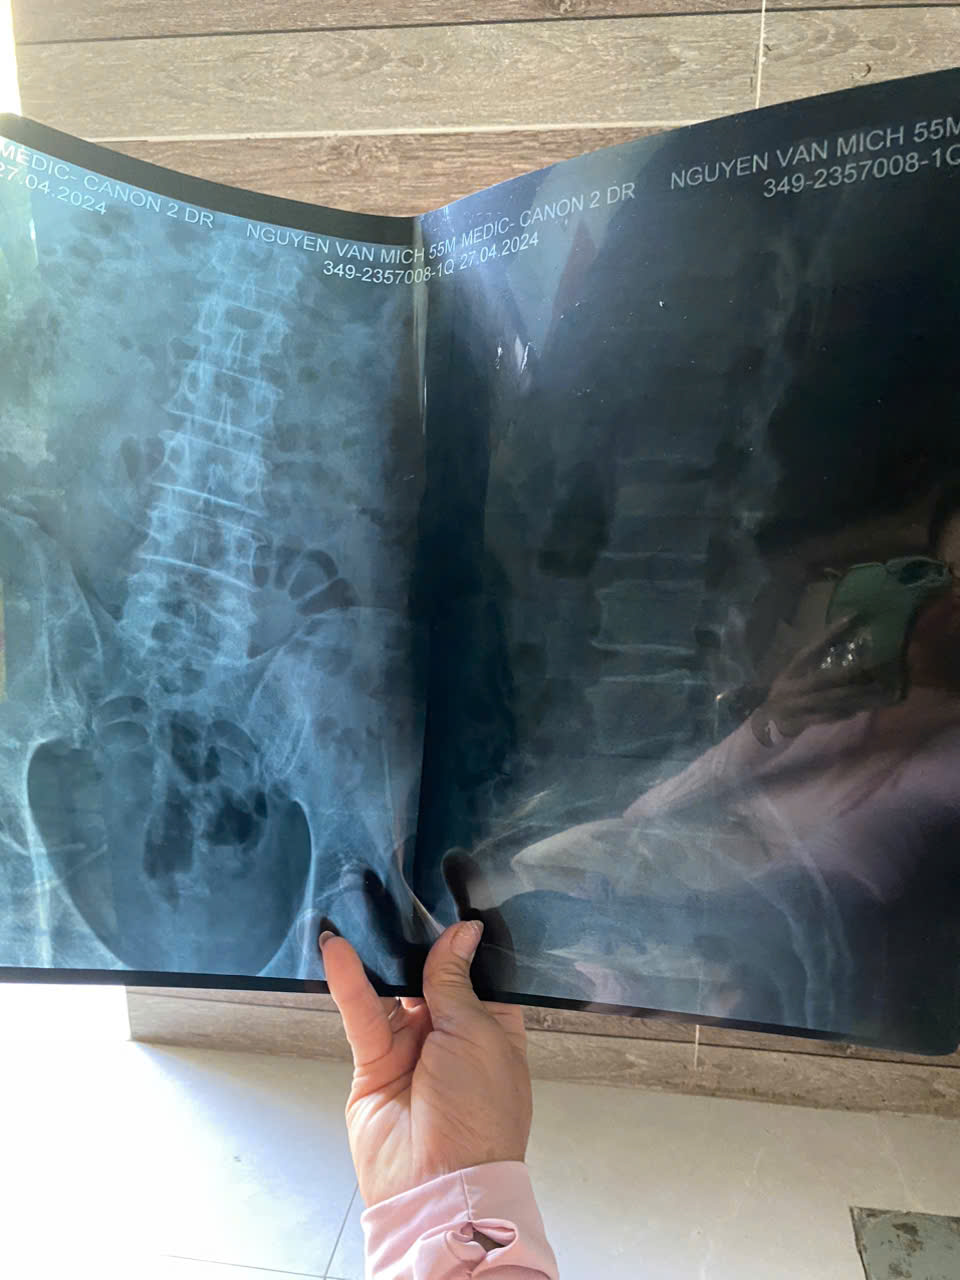 MEDIC- CANON 2 DR
27.04.2024
NGUYEN VAN MICH 55M
349-2357008-1Q
MEDIC- CANON 2 DR
27.04.2024
NGUYEN VAN MICH 55M
349-2357008-1Q